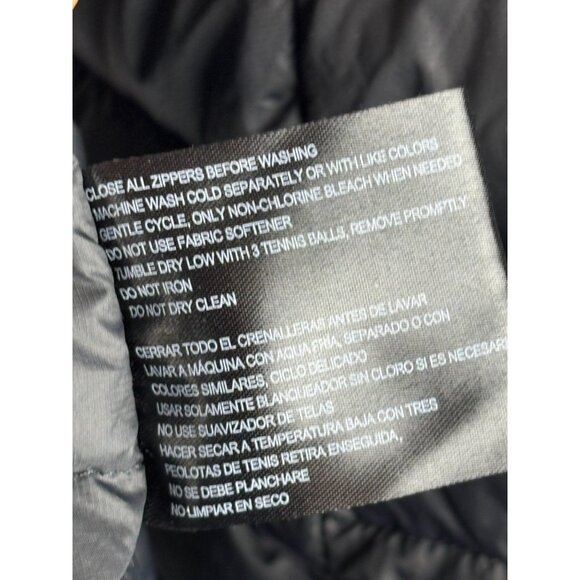 CLOSE ALL ZIPPERS BEFORE WASHING
MACHINE WASH COLD SEPARATELY OR WITH LIKE COLORS
GENTLE CYCLE, ONLY NON-CHLORINE BLEACH WHEN NEEDED
DO NOT USE FABRIC SOFTENER
TUMBLE DRY LOW WITH 3 TENNIS BALLS, REMOVE PROMPTLY
DO NOT IRON
DO NOT DRY CLEAN
CERRAR TODO EL CRENALLERAS ANTES DE LAVAR
LAVAR A MÁQUINA CON AQUA FRIA, SEPARADO O CON
COLORES SIMILARES, CICLO DELICADO
USAR SOLAMENTE BLANQUEADOR SIN CLORO SI ES NECESARI
NO USE SUAVIZADOR DE TELAS
HACER SECAR A TEMPERATURA BAJA CON TRES
PEOLOTAS DE TENIS RETIRA ENSEGUIDA,
NO SE DEBE PLANCHARE
NO-LIMPIAR EN SECO